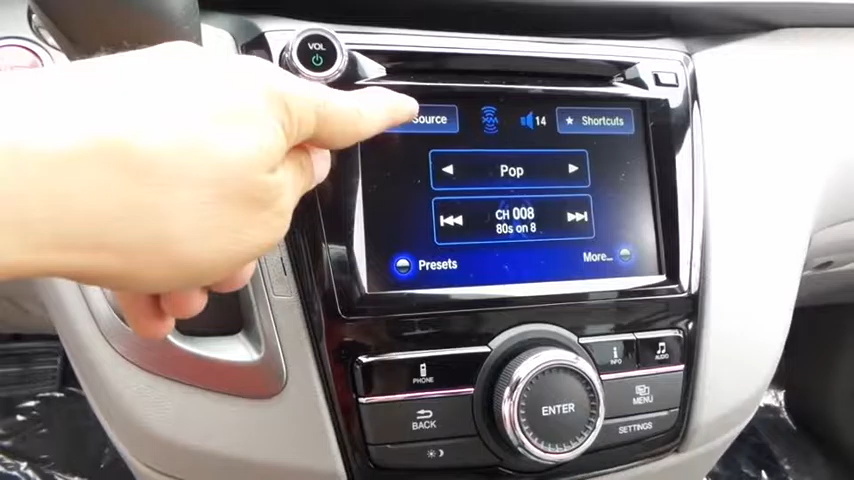 VOL
Source
XM
14
Shortcuts
Pop
CH 008
80s on 8
Presets
More...
PHONE
INFO
AUDIO
MENU
BACK
ENTER
SETTINGS